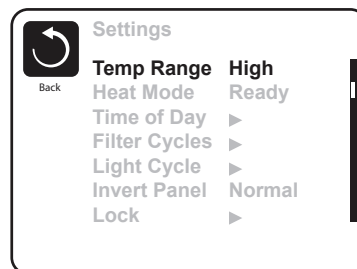 Settings
Temp Range High
Back
Heat Mode Ready
Time of Day
Filter Cycles
Light Cycle
Invert Panel Normal
Lock